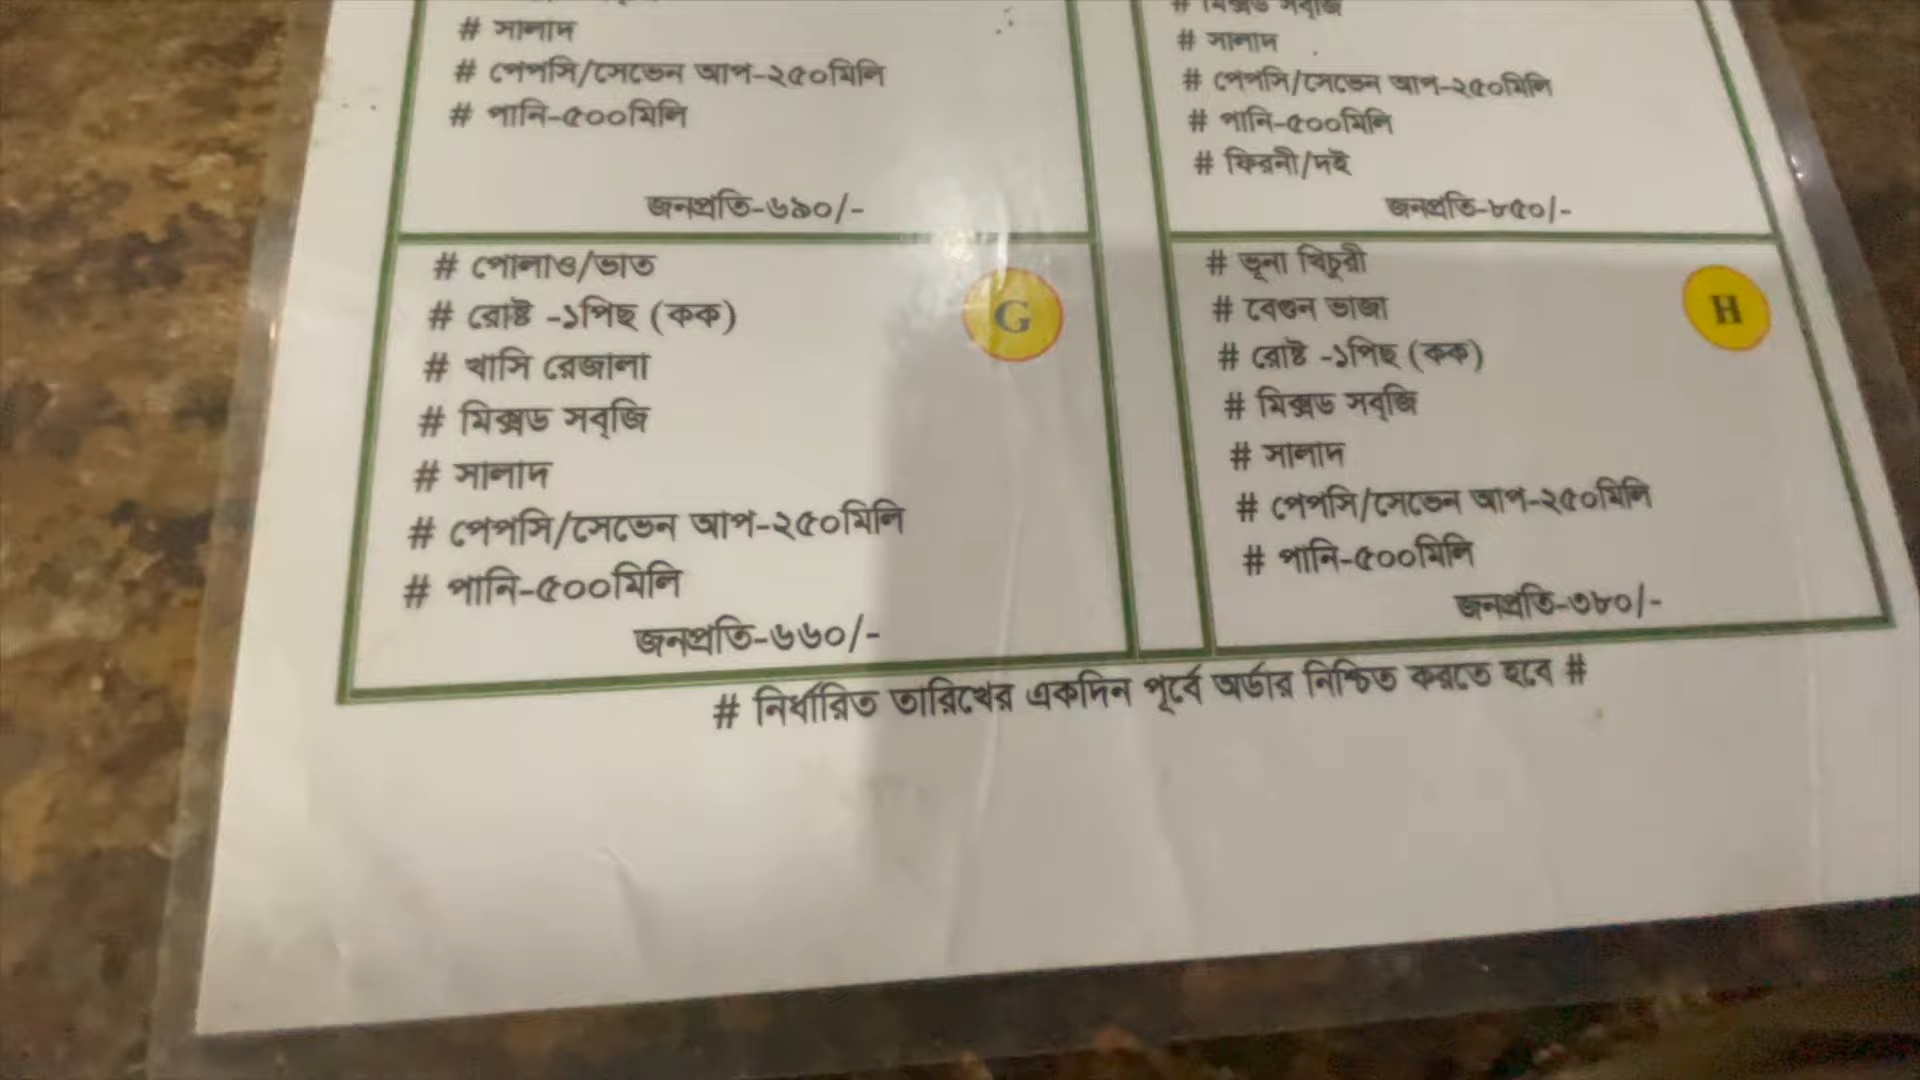 # সালাদ
# পেপসি/সেভেন আপ-২৫০মিলি
# পানি-৫০০মিলি
জনপ্রতি-৬৯০/-
# মিক্সড সব্জি
# সালাদ
# পেপসি/সেভেন আপ-২৫০মিলি
# পানি-৫০০মিলি
# ফিরনী/দই
জনপ্রতি-৮৫০/-
# পোলাও/ভাত
# রোষ্ট -১পিছ (কক)
# খাসি রেজালা
# মিক্সড সব্জি
# সালাদ
# পেপসি/সেভেন আপ-২৫০মিলি
# পানি-৫০০মিলি
জনপ্রতি-৬৬০/-
G
# ভূনা খিচুরী
# বেগুন ভাজা
# রোষ্ট -১পিছ (কক)
# মিক্সড সব্জি
# সালাদ
# পেপসি/সেভেন আপ-২৫০মিলি
# পানি-৫০০মিলি
জনপ্রতি-৩৮০/-
H
# নির্ধারিত তারিখের একদিন পূর্বে অর্ডার নিশ্চিত করতে হবে #